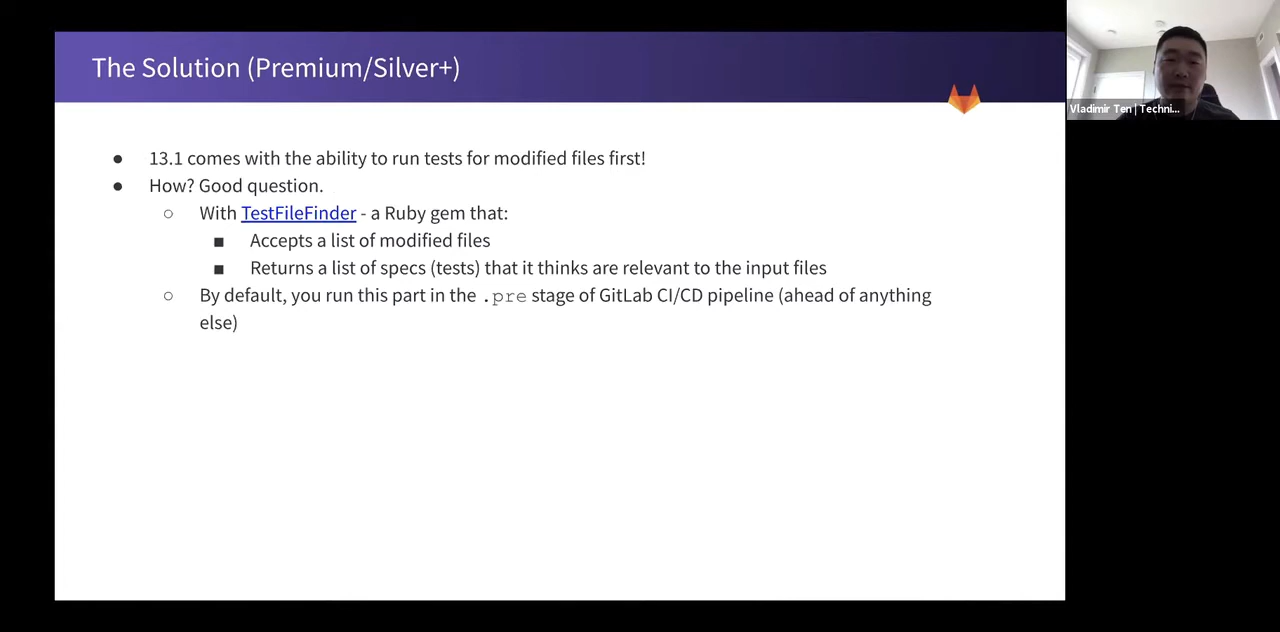 The Solution (Premium/Silver+)
Vladimir Ten | Techni...
● 13.1 comes with the ability to run tests for modified files first!
● How? Good question.
○ With TestFileFinder - a Ruby gem that:
■ Accepts a list of modified files
■ Returns a list of specs (tests) that it thinks are relevant to the input files
○ By default, you run this part in the .pre stage of GitLab CI/CD pipeline (ahead of anything
else)